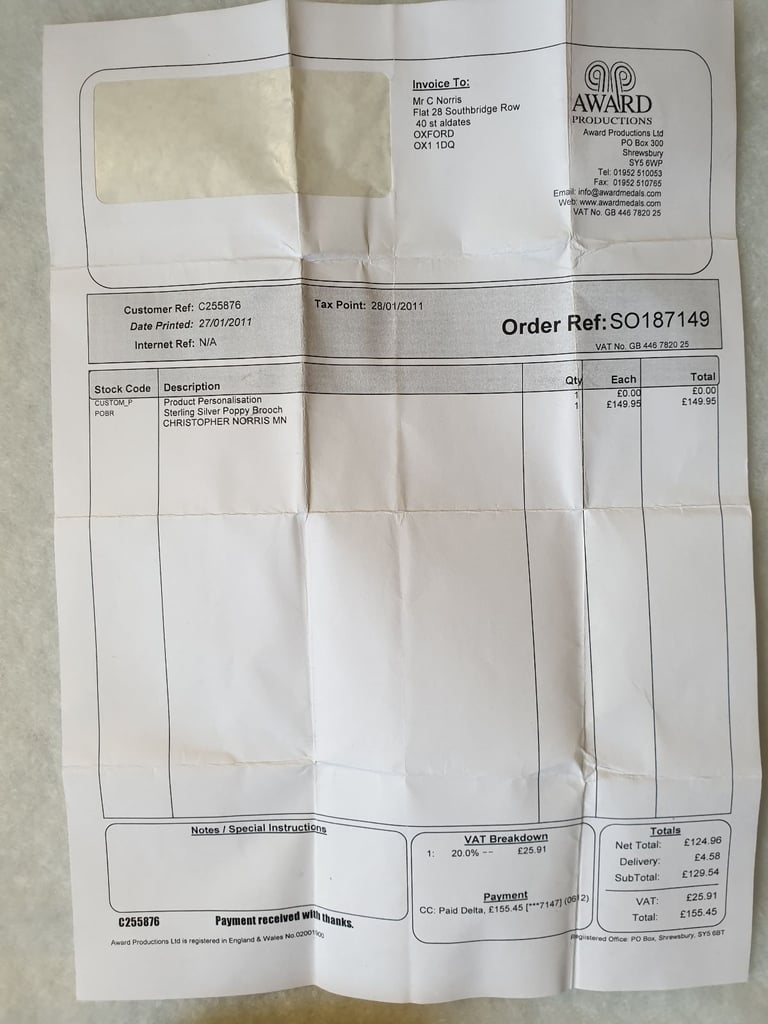 Invoice To:
Mr C Norris
Flat 28 Southbridge Row
40 st aldates
OXFORD
OX1 1DQ
AWARD
PRODUCTIONS
Award Productions Ltd
PO Box 300
Shrewsbury
SY5 6WP
Tel: 01952 510053
Fax: 01952 510765
Email: info@awardmedals.com
Web: www.awardmedals.com
VAT No. GB 446 7820 25
Customer Ref: C255876
Date Printed: 27/01/2011
Internet Ref: N/A
Tax Point: 28/01/2011
Order Ref: SO187149
VAT No. GB 446 7820 25
Stock Code Description Qty Each Total
CUSTOM_P Product Personalisation 1 £0.00 £0.00
POBR Sterling Silver Poppy Brooch 1 £149.95 £149.95
CHRISTOPHER NORRIS MN
Notes / Special Instructions
VAT Breakdown
1: 20.0% -- £25.91
Payment
CC: Paid Delta, £155.45 [***7147]
Totals
Net Total: £124.96
Delivery: £4.58
SubTotal: £129.54
VAT: £25.91
Total: £155.45
C255876 Payment received with thanks.
Award Productions Ltd is registered in England & Wales
Registered Office: PO Box, Shrewsbury, SY5 6BT